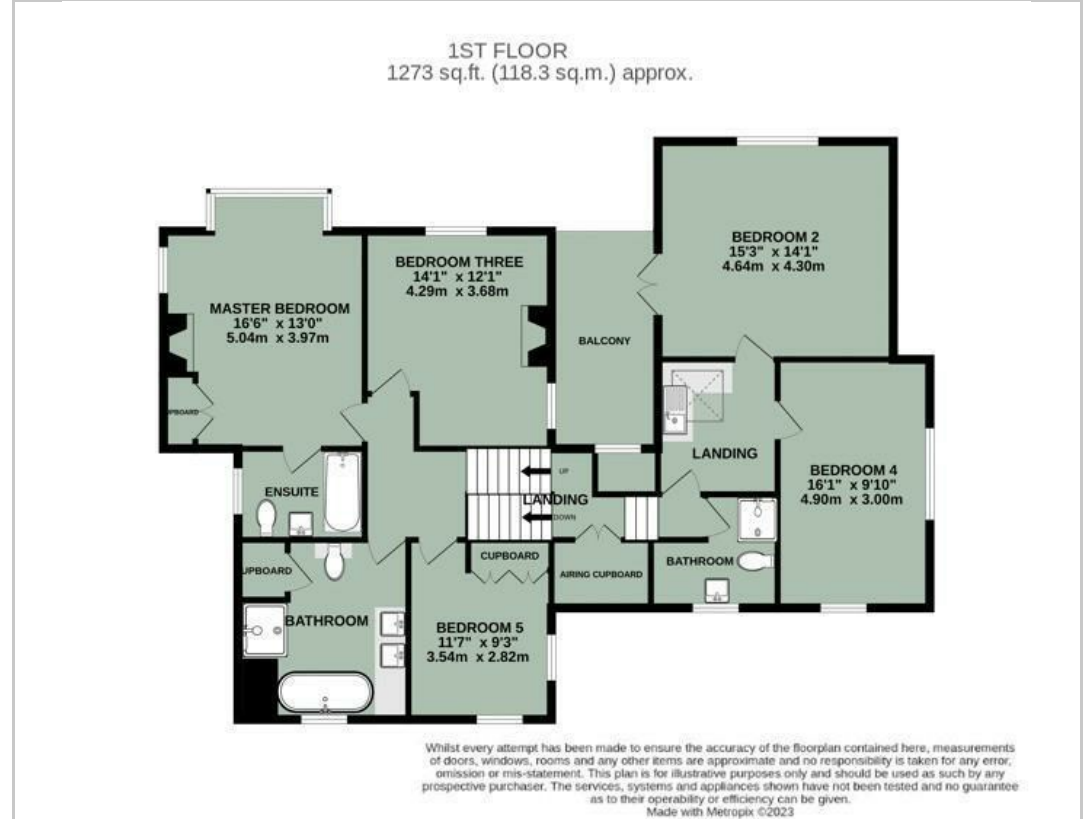 1ST FLOOR
1273 sq.ft. (118.3 sq.m.) approx.
BEDROOM 2
15'3" x 14'1"
4.64m x 4.30m
BEDROOM THREE
14'1" x 12'1"
4.29m x 3.68m
MASTER BEDROOM
16'6" x 13'0"
5.04m x 3.97m
BALCONY
UPBOARD
LANDING
BEDROOM 4
16'1" x 9'10"
4.90m x 3.00m
ENSUITE
UP
LANDING
DOWN
CUPBOARD
UPBOARD
AIRING CUPBOARD
BATHROOM
BATHROOM
BEDROOM 5
11'7" x 9'3"
3.54m x 2.82m
Whilst every attempt has been made to ensure the accuracy of the floorplan contained here, measurements
of doors, windows, rooms and any other items are approximate and no responsibility is taken for any error,
omission or mis-statement. This plan is for illustrative purposes only and should be used as such by any
prospective purchaser. The services, systems and appliances shown have not been tested and no guarantee
as to their operability or efficiency can be given.
Made with Metropix ©2023